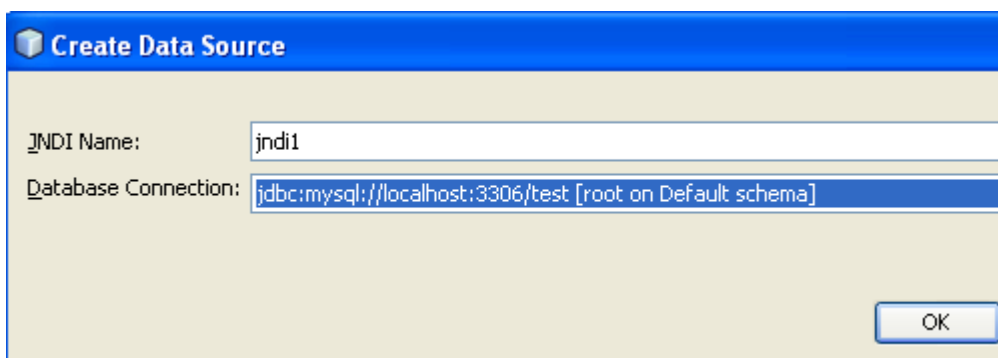 Create Data Source
JNDI Name: jndi1
Database Connection: jdbc:mysql://localhost:3306/test [root on Default schema]
OK